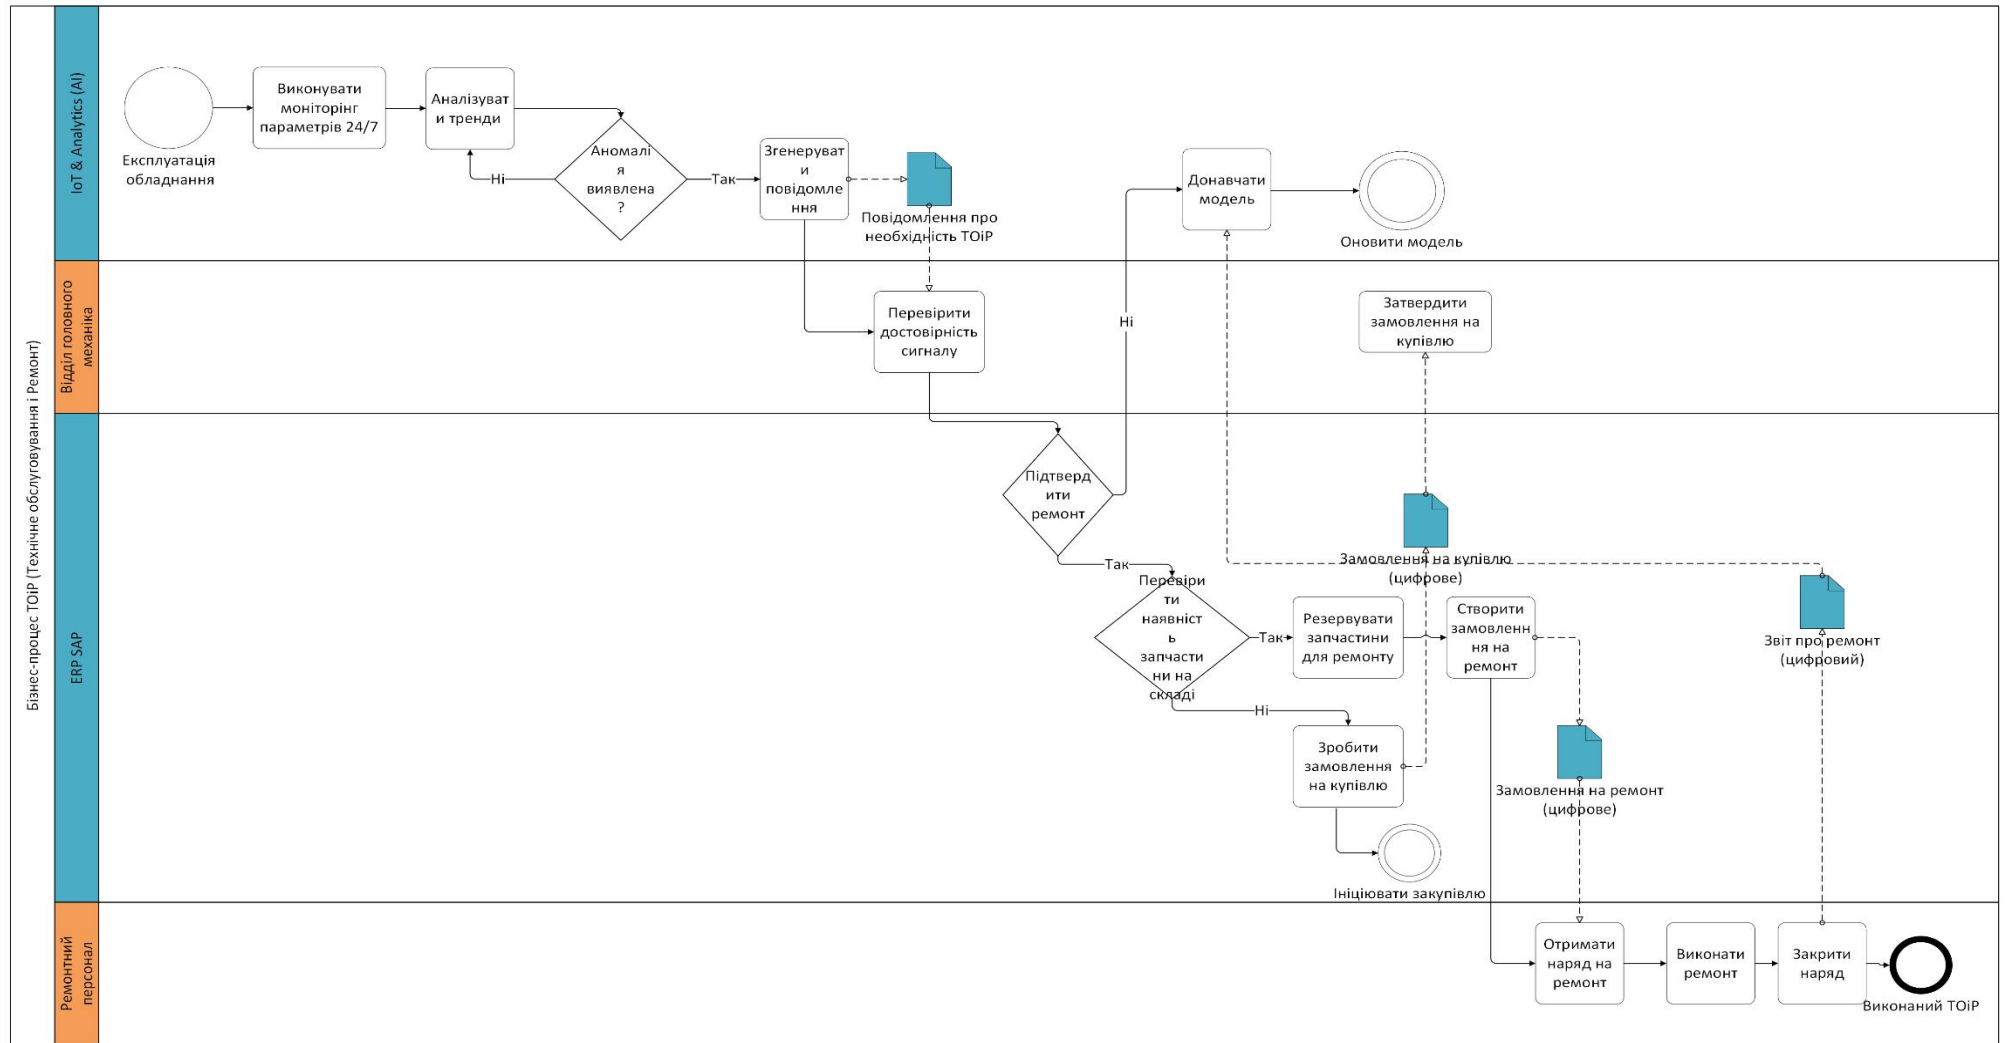 Бізнес-процес ТОіР (Технічне обслуговування і Ремонт)
IoT & Analytics (AI)
Експлуатація
обладнання
Виконувати
моніторінг
параметрів 24/7
Аналізуват
и тренди
Аномалі
я
виявлена
?
Ні
Так
Згенеруват
и
повідомле
ння
Повідомлення про
необхідність ТОіР
Донавчати
модель
Оновити модель
Відділ головного
механіка
Перевірити
достовірність
сигналу
Ні
Затвердити
замовлення на
купівлю
ERP SAP
Підтверд
ити
ремонт
Так
Перевіри
ти
наявніст
ь
запчасти
ни на
складі
Так
Резервувати
запчастини
для ремонту
Створити
замовленн
ня на
ремонт
Замовлення на купівлю
(цифрове)
Звіт про ремонт
(цифровий)
Ні
Зробити
замовлення
на купівлю
Замовлення на ремонт
(цифрове)
Ініціювати закупівлю
Ремонтний
персонал
Отримати
наряд на
ремонт
Виконати
ремонт
Закрити
наряд
Виконаний ТОіР